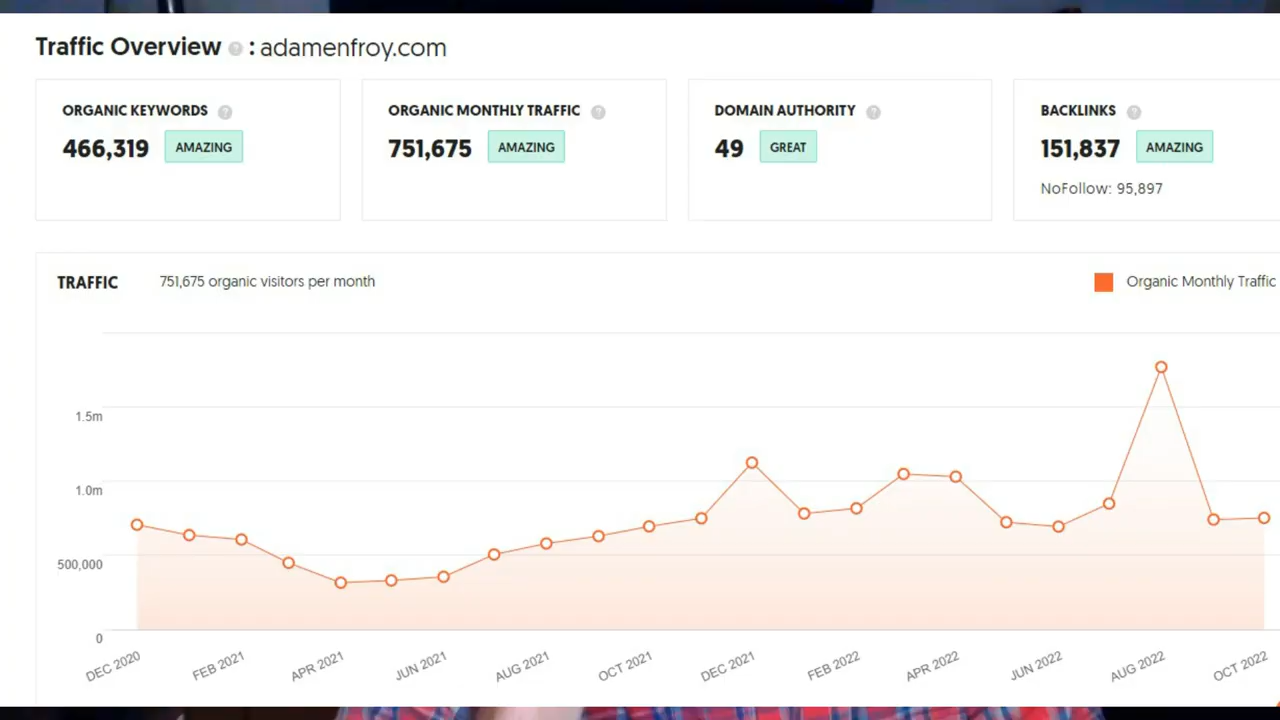 Traffic Overview ? : adamenfroy.com
ORGANIC KEYWORDS ?
466,319 AMAZING
ORGANIC MONTHLY TRAFFIC ?
751,675 AMAZING
DOMAIN AUTHORITY ?
49 GREAT
BACKLINKS ?
151,837 AMAZING
NoFollow: 95,897
TRAFFIC 751,675 organic visitors per month Organic Monthly Traffic
1.5m
1.0m
500,000
0
DEC 2020 FEB 2021 APR 2021 JUN 2021 AUG 2021 OCT 2021 DEC 2021 FEB 2022 APR 2022 JUN 2022 AUG 2022 OCT 2022